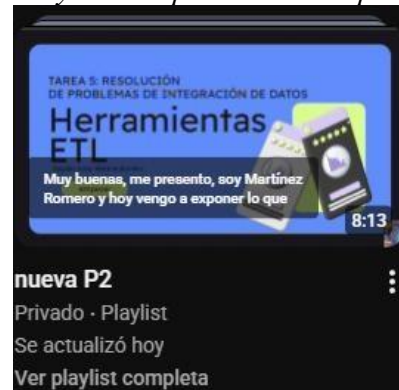 TAREA 5: RESOLUCIÓN
DE PROBLEMAS DE INTEGRACIÓN DE DATOS
Herramientas
ETL
Muy buenas, me presento, soy Martínez
Romero y hoy vengo a exponer lo que
8:13
nueva P2
Privado · Playlist
Se actualizó hoy
Ver playlist completa